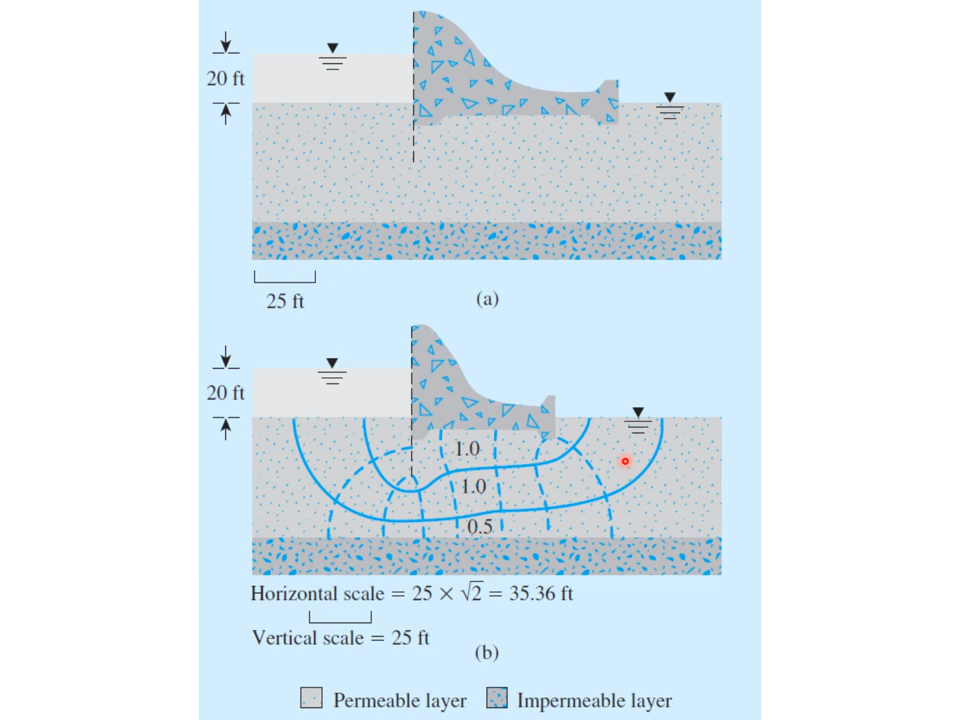 20 ft
25 ft
(a)
20 ft
1.0
1.0
0.5
Horizontal scale = 25 × √2 = 35.36 ft
Vertical scale = 25 ft
(b)
Permeable layer
Impermeable layer